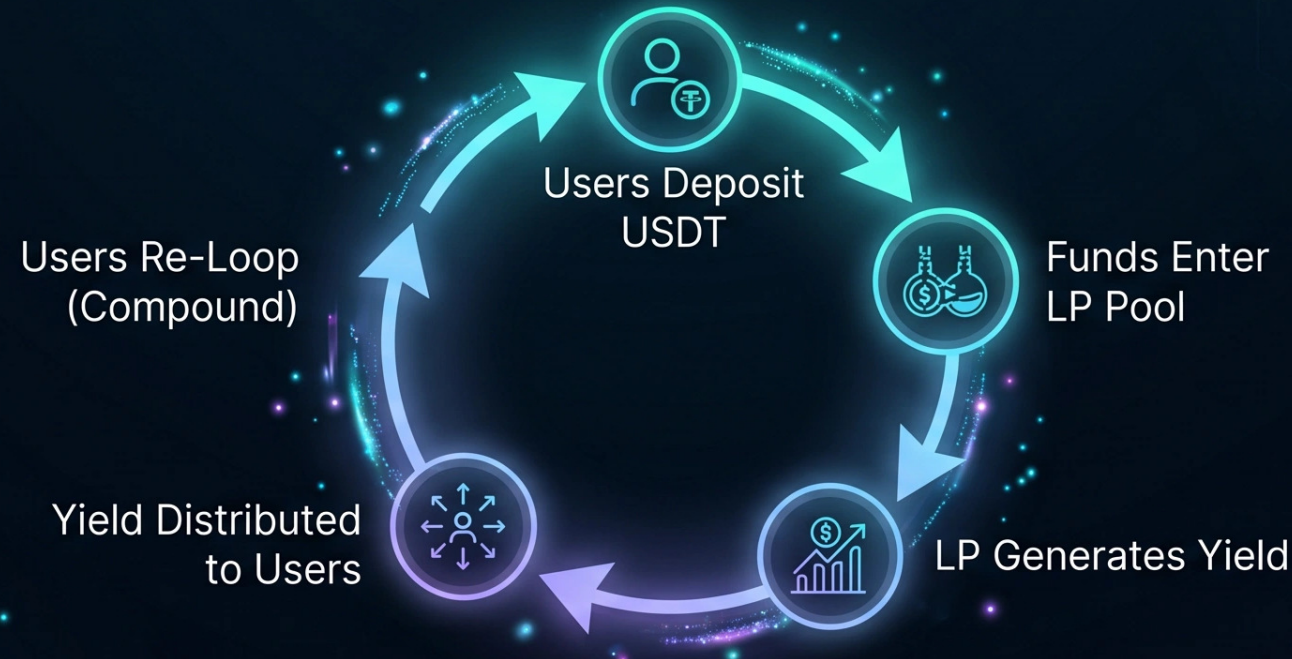 Users Deposit
USDT
Funds Enter
LP Pool
LP Generates Yield
Yield Distributed
to Users
Users Re-Loop
(Compound)